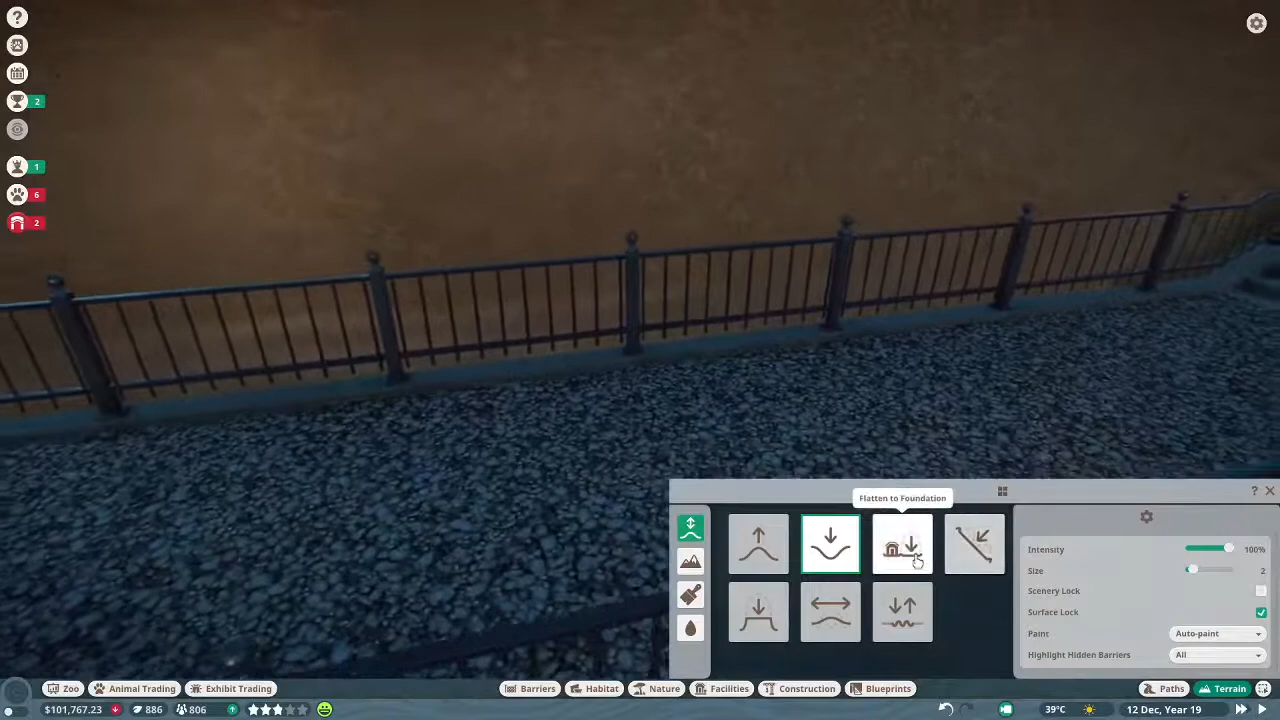 ?
2
1
6
2
Flatten to Foundation
?
Intensity 100%
Size 2
Scenery Lock
Surface Lock
Paint Auto-paint
Highlight Hidden Barriers All
Zoo Animal Trading Exhibit Trading Barriers Habitat Nature Facilities Construction Blueprints Paths Terrain
$101,767.23 886 806 39°C 12 Dec, Year 19